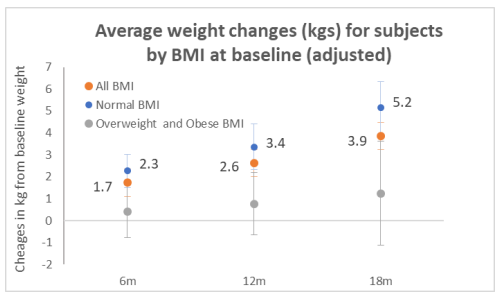 Average weight changes (kgs) for subjects
by BMI at baseline (adjusted)
Cheages in kg from baseline weight
7
6
5
4
3
2
1
0
-1
-2
All BMI
Normal BMI
Overweight and Obese BMI
1.7
2.3
2.6
3.4
3.9
5.2
6m
12m
18m